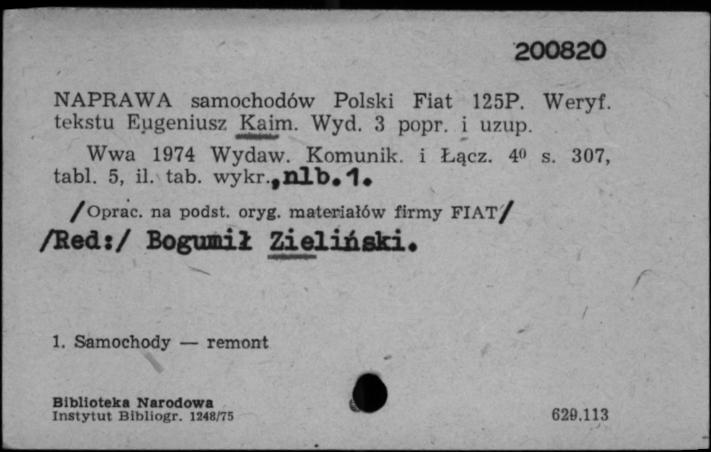 200820
NAPRAWA samochodów Polski Fiat 125P. Weryf.
tekstu Eugeniusz Kaim. Wyd. 3 popr. i uzup.
Wwa 1974 Wydaw. Komunik. i Łącz. 4⁰ s. 307,
tabl. 5, il. tab. wykr.,nlb.1.
/Oprac. na podst. oryg. materiałów firmy FIAT/
/Red:/ Bogumił Zieliński.
1. Samochody — remont
Biblioteka Narodowa
Instytut Bibliogr. 1248/75
629.113